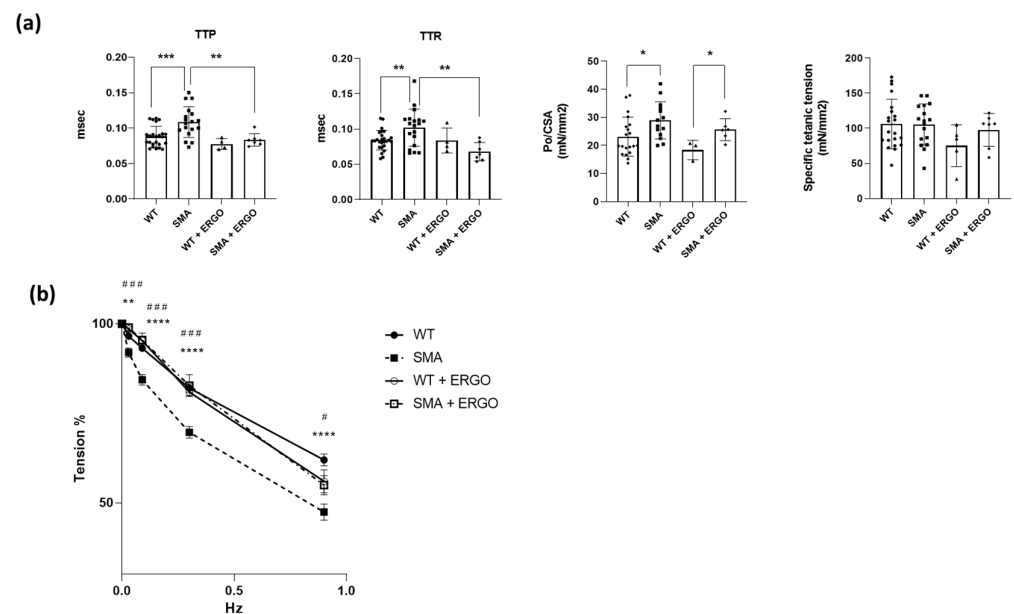 (a)
TTP
***
**
msec
0.20
0.15
0.10
0.05
0.00
WT
SMA
WT + ERGO
SMA + ERGO
TTR
**
**
msec
0.20
0.15
0.10
0.05
0.00
WT
SMA
WT + ERGO
SMA + ERGO
*
*
Po/CSA
(mN/mm2)
50
40
30
20
10
0
WT
SMA
WT + ERGO
SMA + ERGO
Specific tetanic tension
(mN/mm2)
200
150
100
50
0
WT
SMA
WT + ERGO
SMA + ERGO
(b)
###
**
###
****
###
****
#
****
Tension %
100
50
0.0
0.5
1.0
Hz
WT
SMA
WT + ERGO
SMA + ERGO